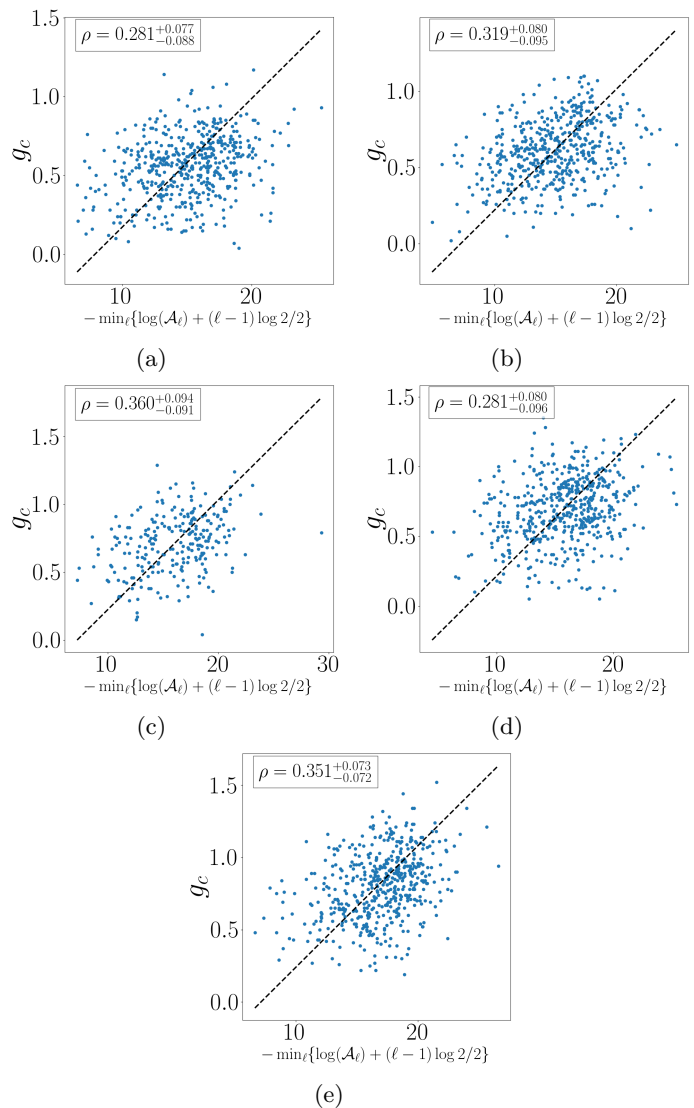 ρ = 0.281^{+0.077}_{-0.088}
1.5
1.0
0.5
0.0
g_c
10 20
− min_ℓ{log(𝒜_ℓ) + (ℓ − 1) log 2/2}
(a)
ρ = 0.319^{+0.080}_{-0.095}
1.0
0.5
0.0
g_c
10 20
− min_ℓ{log(𝒜_ℓ) + (ℓ − 1) log 2/2}
(b)
ρ = 0.360^{+0.094}_{-0.091}
1.5
1.0
0.5
0.0
g_c
10 20 30
− min_ℓ{log(𝒜_ℓ) + (ℓ − 1) log 2/2}
(c)
ρ = 0.281^{+0.080}_{-0.096}
1.5
1.0
0.5
0.0
g_c
10 20
− min_ℓ{log(𝒜_ℓ) + (ℓ − 1) log 2/2}
(d)
ρ = 0.351^{+0.073}_{-0.072}
1.5
1.0
0.5
0.0
g_c
10 20
− min_ℓ{log(𝒜_ℓ) + (ℓ − 1) log 2/2}
(e)